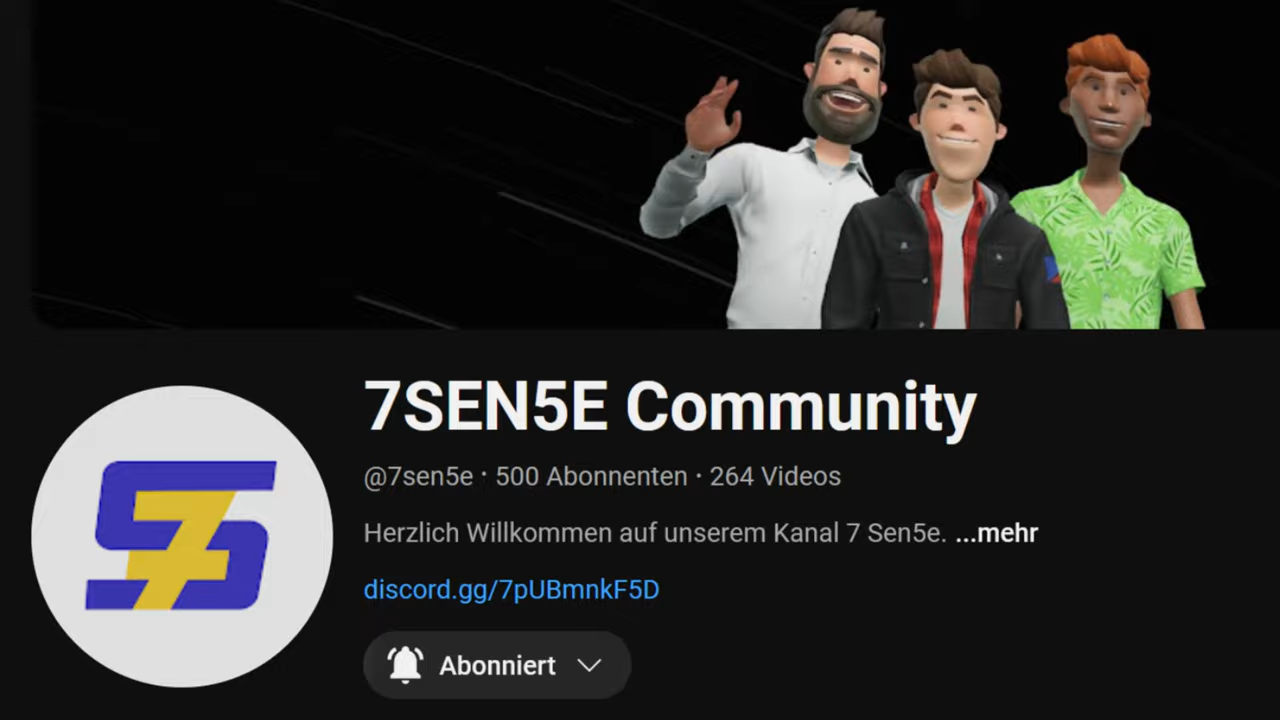 7SEN5E Community
@7sen5e · 500 Abonnenten · 264 Videos
Herzlich Willkommen auf unserem Kanal 7 Sen5e. ...mehr
discord.gg/7pUBmnkF5D
Abonniert
S7